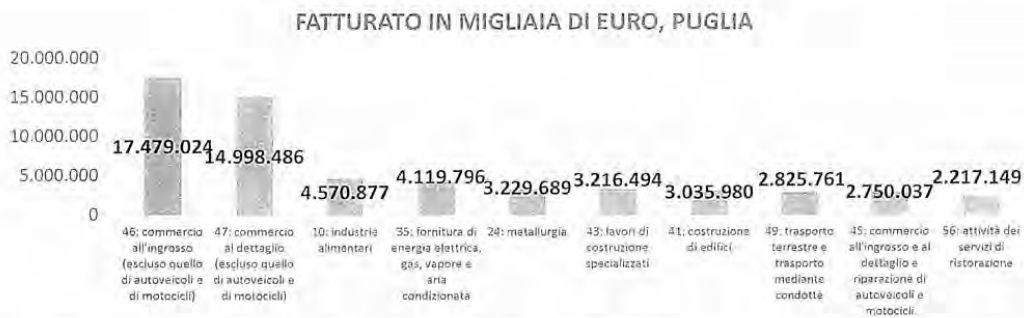 FATTURATO IN MIGLIAIA DI EURO, PUGLIA
20.000.000
15.000.000
10.000.000
5.000.000
0
17.479.024
14.998.486
4.570.877
4.119.796
3.229.689
3.216.494
3.035.980
2.825.761
2.750.037
2.217.149
46: commercio
all'ingrosso
(escluso quello
di autoveicoli e
di motocicli)
47: commercio
al dettaglio
(escluso quello
di autoveicoli e
di motocicli)
10: industrie
alimentari
35: fornitura di
energia elettrica,
gas, vapore e
aria
condizionata
24: metallurgia
43: lavori di
costruzione
specializzati
41: costruzione
di edifici
49: trasporto
terrestre e
trasporto
mediante
condotte
45: commercio
all'ingrosso e al
dettaglio e
riparazione di
autoveicoli e
motocicli
56: attività dei
servizi di
ristorazione